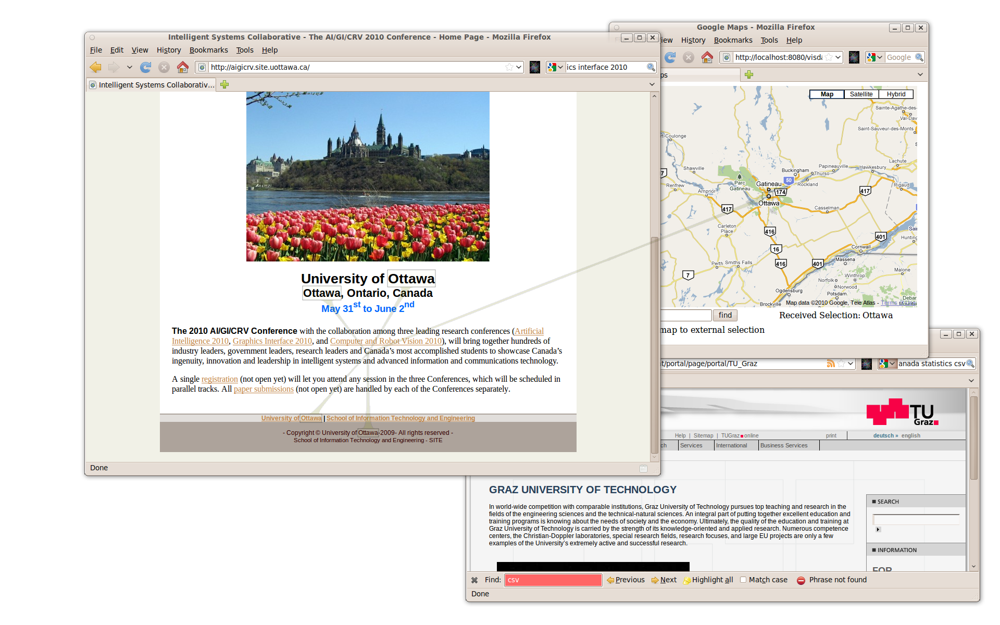 Intelligent Systems Collaborative - The AI/GI/CRV 2010 Conference - Home Page - Mozilla Firefox
File Edit View History Bookmarks Tools Help
http://aigicrv.site.uottawa.ca/
ics interface 2010
Intelligent Systems Collaborativ...
University of Ottawa
Ottawa, Ontario, Canada
May 31st to June 2nd
The 2010 AI/GI/CRV Conference with the collaboration among three leading research conferences (Artificial
Intelligence 2010, Graphics Interface 2010, and Computer and Robot Vision 2010), will bring together hundreds of
industry leaders, government leaders, research leaders and Canada's most accomplished students to showcase Canada's
ingenuity, innovation and leadership in intelligent systems and advanced information and communications technology.
A single registration (not open yet) will let you attend any session in the three Conferences, which will be scheduled in
parallel tracks. All paper submissions (not open yet) are handled by each of the Conferences separately.
University of Ottawa | School of Information Technology and Engineering
- Copyright © University of Ottawa-2009- All rights reserved -
School of Information Technology and Engineering - SITE
Done
Google Maps - Mozilla Firefox
iew History Bookmarks Tools Help
http://localhost:8080/visd
Google
ps
Map Satellite Hybrid
Sainte-Agathe-des-
Val-Dav
Saint-Sauveur-des-Monts
rt-Coulonge
Lachute
Shawville
Buckingham
Papineauville
Thurso
Hawkesbury
7
50
Renfrew
Parc
Gatineau
Gatineau
Rockland
Rigaud
Arnprior
174
417
Ottawa
417
Casselman
Carleton
Place
416
401
Sai
Hunting
16
Cornwall
Perth
Smiths Falls
416
401
Massena
7
Malone
Winthrop
Norfolk
Norwood
Ogdensburg
Potsdam
Debar
Mountai
Brockville
Map data ©2010 Google, Tele Atlas - Terms
find
Received Selection: Ottawa
map to external selection
t/portal/page/portal/TU_Graz
anada statistics csv
TU
Graz
Help | Sitemap | TUGraz online
print
deutsch » english
ch
Services
International
Business Services
GRAZ UNIVERSITY OF TECHNOLOGY
In world-wide competition with comparable institutions, Graz University of Technology pursues top teaching and research in the
fields of the engineering sciences and the technical-natural sciences. An integral part of putting together excellent education and
training programs is knowing about the needs of society and the economy. Ultimately, the quality of the education and training at
Graz University of Technology is carried by the strength of its knowledge-oriented and applied research. Numerous competence
centers, the Christian-Doppler laboratories, special research fields, research focuses, and large EU projects are only a few
examples of the University's extremely active and successful research.
SEARCH
INFORMATION
FOR
Find: csv Previous Next Highlight all Match case Phrase not found
Done